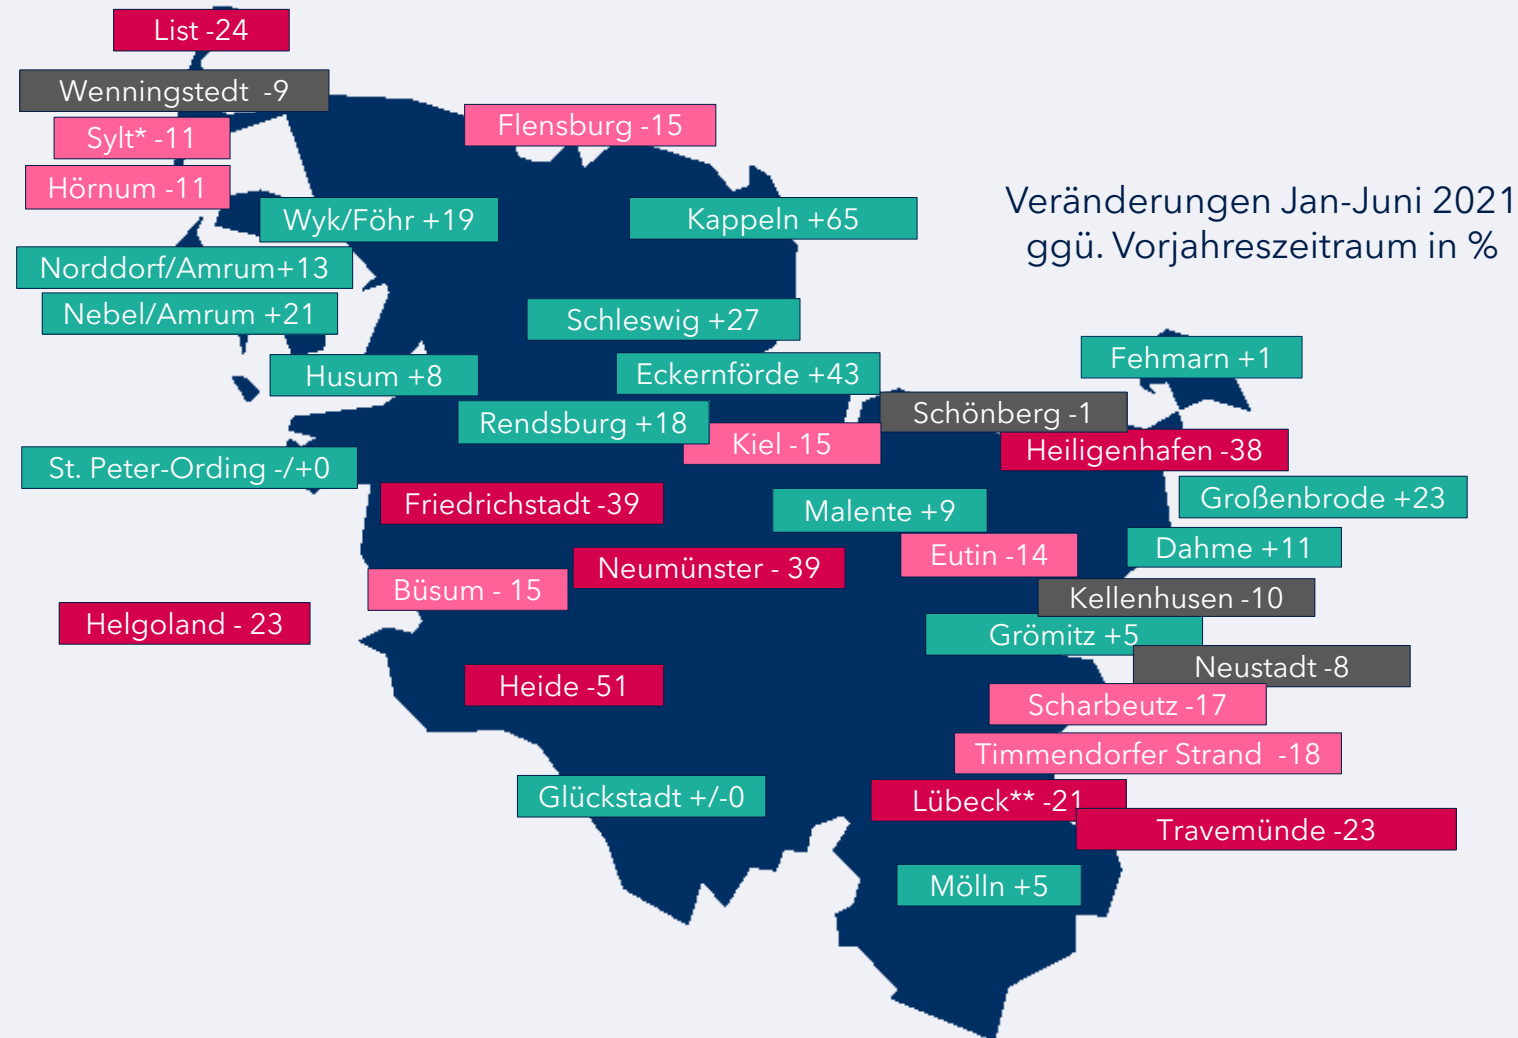 List -24
Wenningstedt -9
Sylt* -11
Flensburg -15
Hörnum -11
Veränderungen Jan-Juni 2021
ggü. Vorjahreszeitraum in %
Wyk/Föhr +19
Kappeln +65
Norddorf/Amrum+13
Nebel/Amrum +21
Schleswig +27
Fehmarn +1
Husum +8
Eckernförde +43
Schönberg -1
Rendsburg +18
Kiel -15
Heiligenhafen -38
St. Peter-Ording -/+0
Großenbrode +23
Friedrichstadt -39
Malente +9
Dahme +11
Eutin -14
Neumünster - 39
Büsum - 15
Kellenhusen -10
Helgoland - 23
Grömitz +5
Neustadt -8
Heide -51
Scharbeutz -17
Timmendorfer Strand -18
Glückstadt +/-0
Lübeck** -21
Travemünde -23
Mölln +5